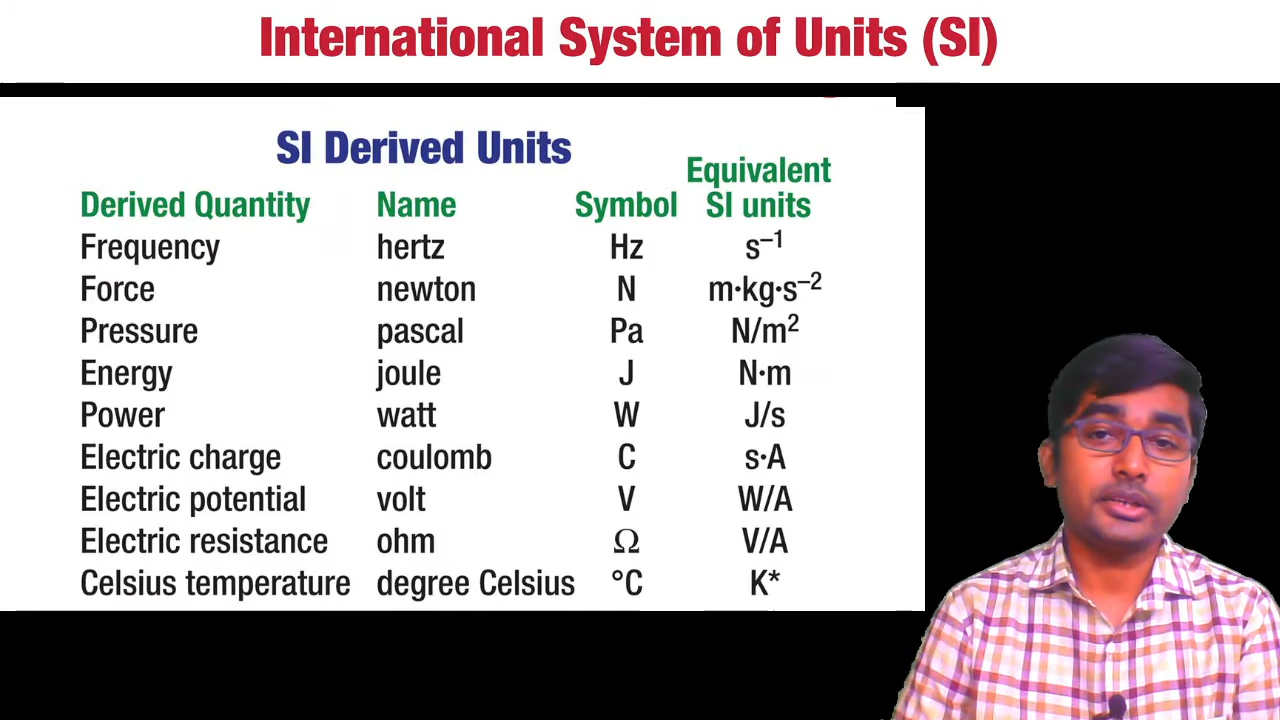 International System of Units (SI)
SI Derived Units
Derived Quantity Name Symbol Equivalent SI units
Frequency hertz Hz s⁻¹
Force newton N m·kg·s⁻²
Pressure pascal Pa N/m²
Energy joule J N·m
Power watt W J/s
Electric charge coulomb C s·A
Electric potential volt V W/A
Electric resistance ohm Ω V/A
Celsius temperature degree Celsius °C K*